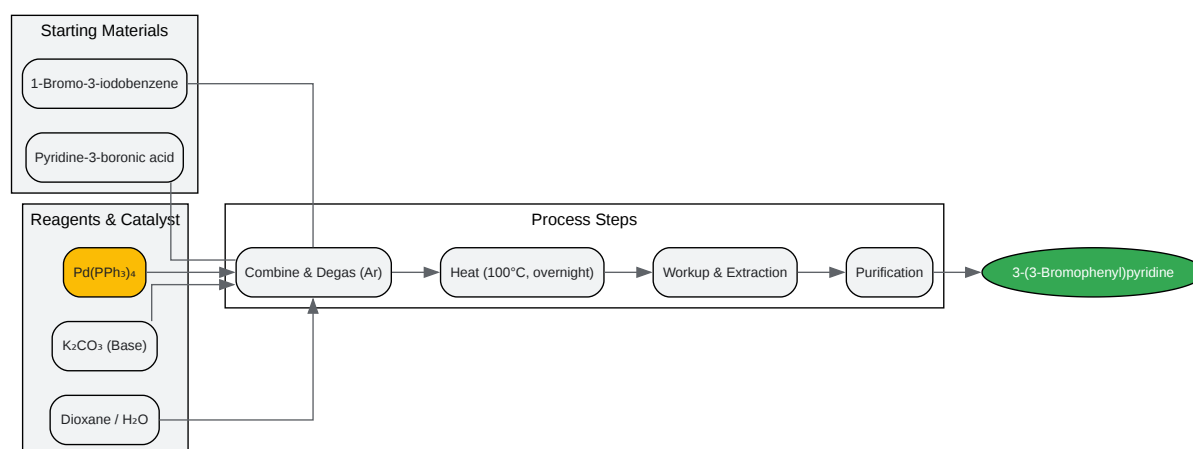 Starting Materials
1-Bromo-3-iodobenzene
Pyridine-3-boronic acid
Reagents & Catalyst
Pd(PPh₃)₄
K₂CO₃ (Base)
Dioxane / H₂O
Process Steps
Combine & Degas (Ar)
Heat (100°C, overnight)
Workup & Extraction
Purification
3-(3-Bromophenyl)pyridine